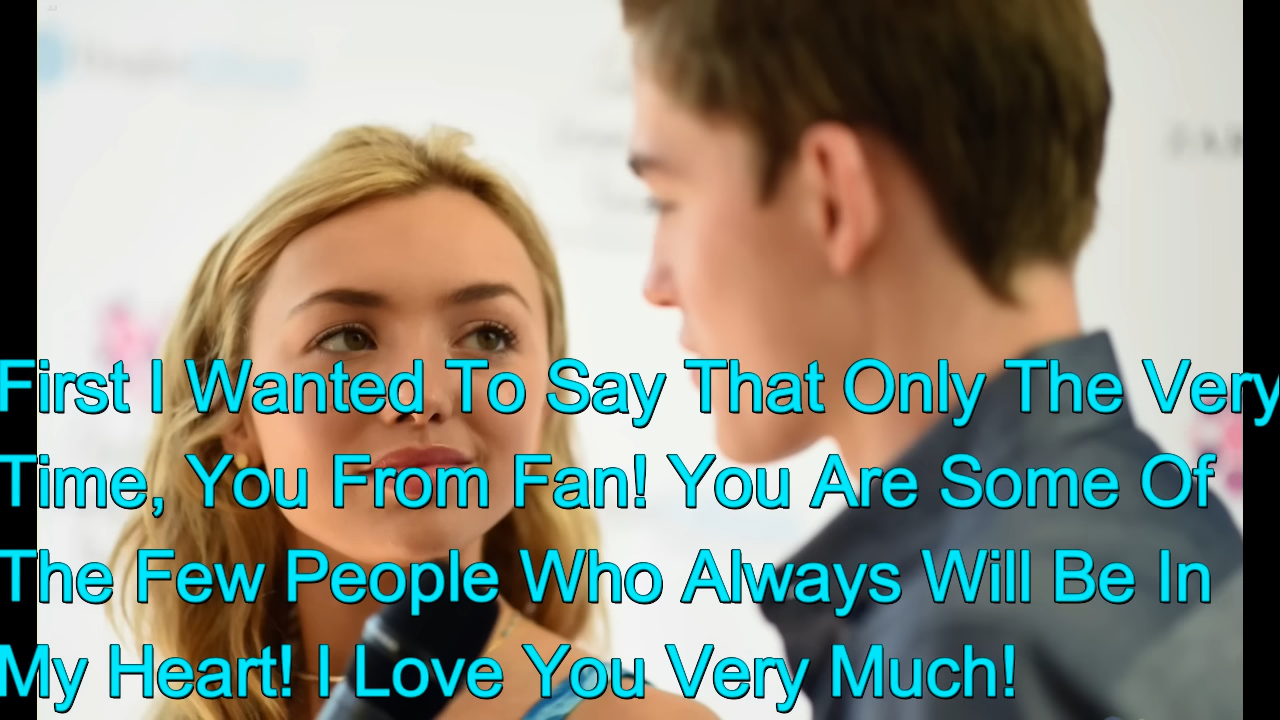 First I Wanted To Say That Only The Very
Time, You From Fan! You Are Some Of
The Few People Who Always Will Be In
My Heart! I Love You Very Much!